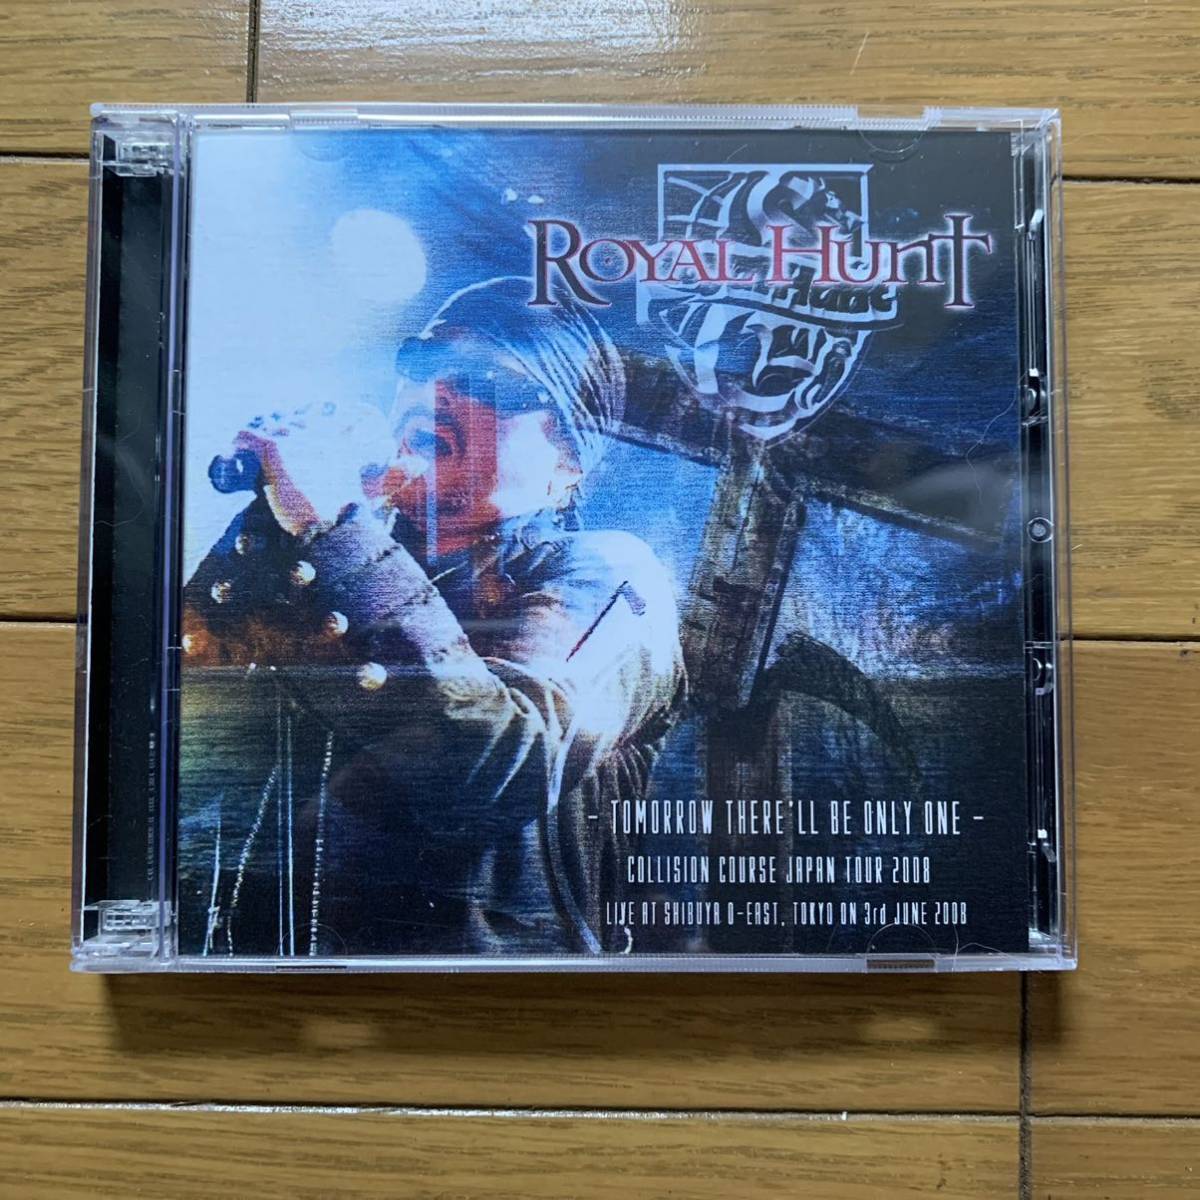 ROYAL HUNT
- TOMORROW THERE'LL BE ONLY ONE -
COLLISION COURSE JAPAN TOUR 2008
LIVE AT SHIBUYA O-EAST, TOKYO ON 3rd JUNE 2008